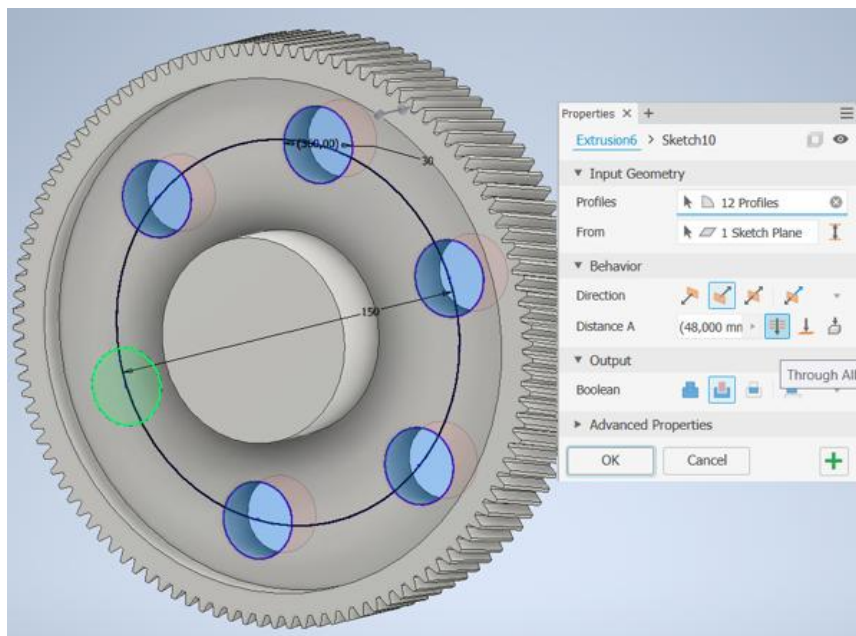 (360,00)
30
150
Properties × +
Extrusion6 > Sketch10
Input Geometry
Profiles 12 Profiles
From 1 Sketch Plane
Behavior
Direction
Distance A (48,000 mm
Output
Through All
Boolean
Advanced Properties
OK Cancel